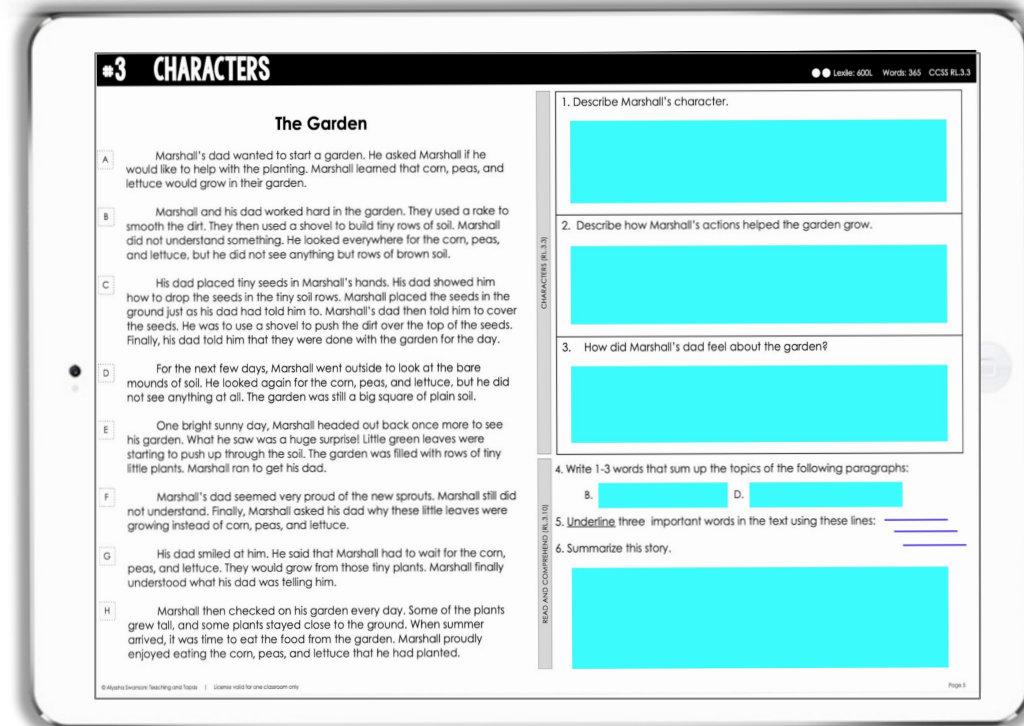 #3 CHARACTERS
Lexile: 600L Words: 365 CCSS RL.3.3
The Garden
A
Marshall's dad wanted to start a garden. He asked Marshall if he
would like to help with the planting. Marshall learned that corn, peas, and
lettuce would grow in their garden.
B
Marshall and his dad worked hard in the garden. They used a rake to
smooth the dirt. They then used a shovel to build tiny rows of soil. Marshall
did not understand something. He looked everywhere for the corn, peas,
and lettuce, but he did not see anything but rows of brown soil.
C
His dad placed tiny seeds in Marshall's hands. His dad showed him
how to drop the seeds in the tiny soil rows. Marshall placed the seeds in the
ground just as his dad had told him to. Marshall's dad then told him to cover
the seeds. He was to use a shovel to push the dirt over the top of the seeds.
Finally, his dad told him that they were done with the garden for the day.
D
For the next few days, Marshall went outside to look at the bare
mounds of soil. He looked again for the corn, peas, and lettuce, but he did
not see anything at all. The garden was still a big square of plain soil.
E
One bright sunny day, Marshall headed out back once more to see
his garden. What he saw was a huge surprise! Little green leaves were
starting to push up through the soil. The garden was filled with rows of tiny
little plants. Marshall ran to get his dad.
F
Marshall's dad seemed very proud of the new sprouts. Marshall still did
not understand. Finally, Marshall asked his dad why these little leaves were
growing instead of corn, peas, and lettuce.
G
His dad smiled at him. He said that Marshall had to wait for the corn,
peas, and lettuce. They would grow from those tiny plants. Marshall finally
understood what his dad was telling him.
H
Marshall then checked on his garden every day. Some of the plants
grew tall, and some plants stayed close to the ground. When summer
arrived, it was time to eat the food from the garden. Marshall proudly
enjoyed eating the corn, peas, and lettuce that he had planted.
CHARACTERS (RL.3.3)
1. Describe Marshall's character.
2. Describe how Marshall's actions helped the garden grow.
3. How did Marshall's dad feel about the garden?
READ AND COMPREHEND (RL.3.10)
4. Write 1-3 words that sum up the topics of the following paragraphs:
B. D.
5. Underline three important words in the text using these lines:
6. Summarize this story.
© Alyssha Swanson: Teaching and Tapas | License valid for one classroom only
Page 5